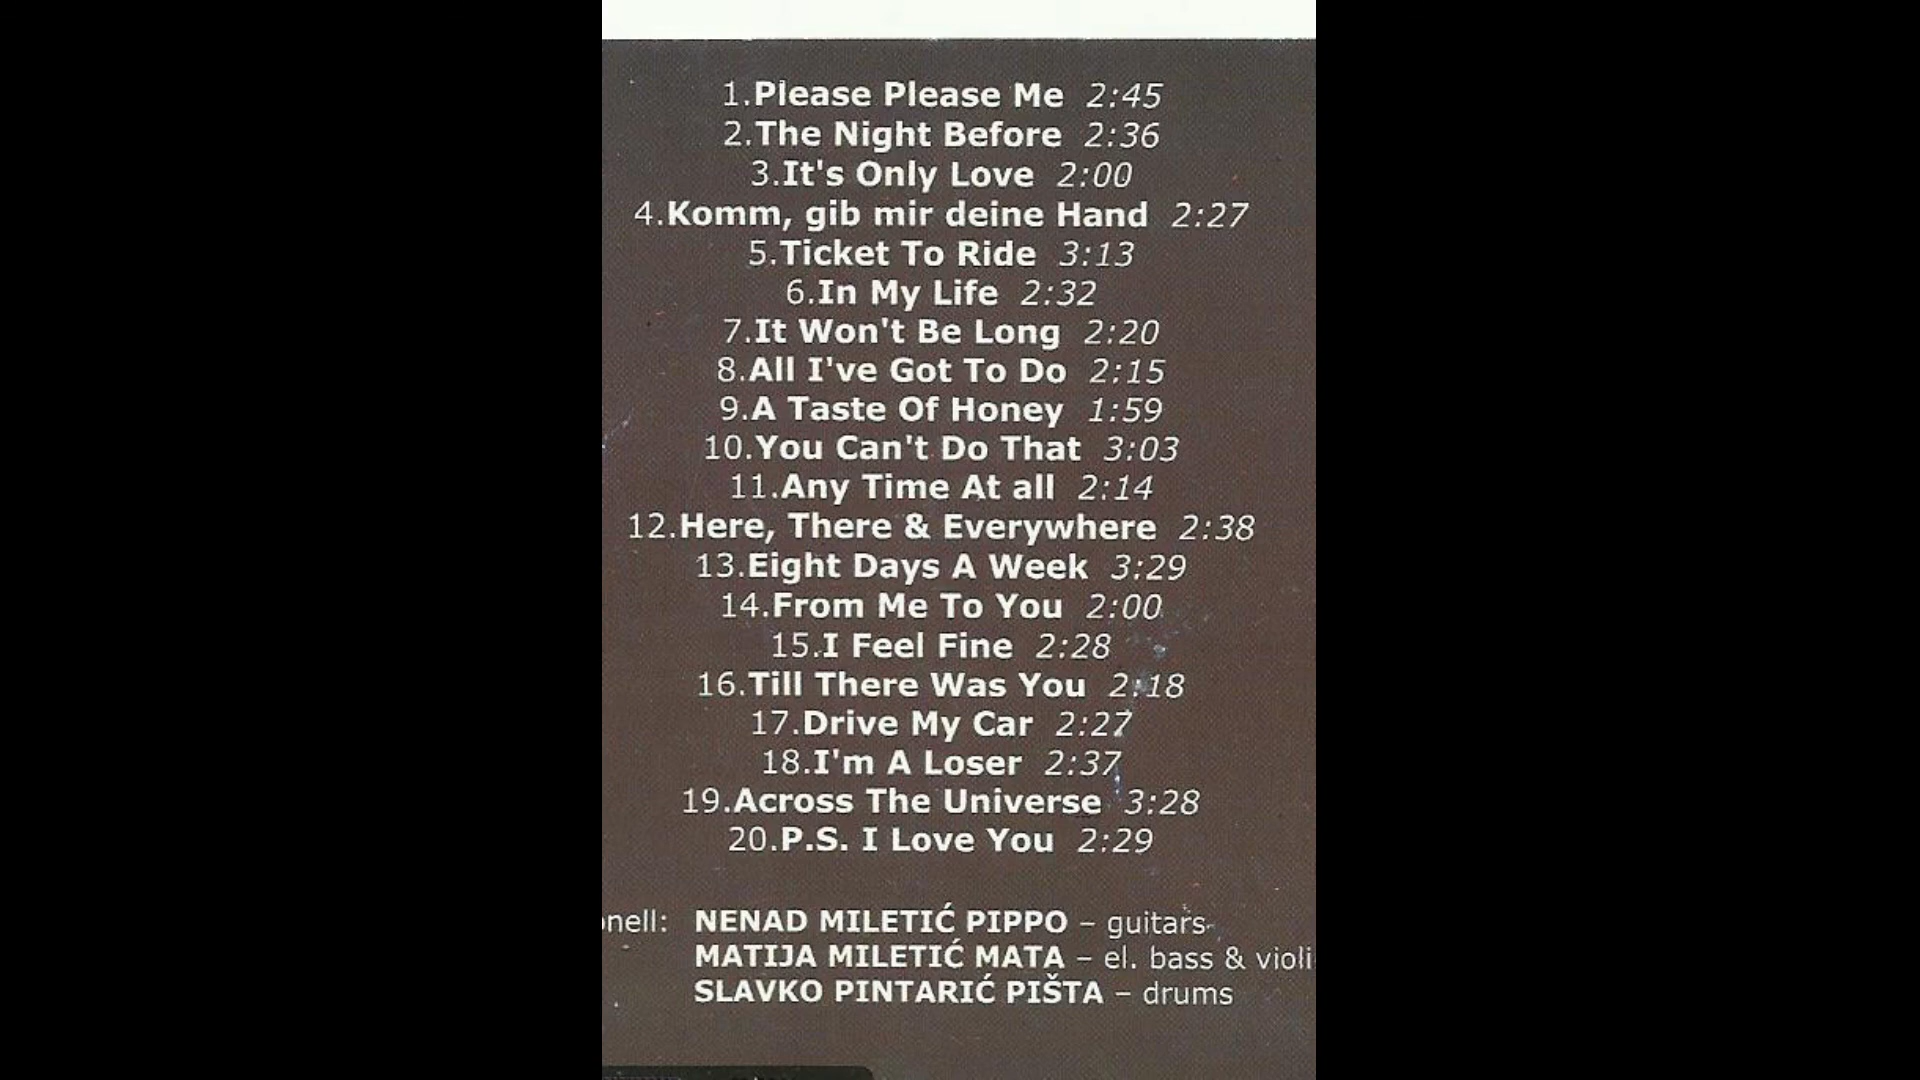 1.Please Please Me 2:45
2.The Night Before 2:36
3.It's Only Love 2:00
4.Komm, gib mir deine Hand 2:27
5.Ticket To Ride 3:13
6.In My Life 2:32
7.It Won't Be Long 2:20
8.All I've Got To Do 2:15
9.A Taste Of Honey 1:59
10.You Can't Do That 3:03
11.Any Time At all 2:14
12.Here, There & Everywhere 2:38
13.Eight Days A Week 3:29
14.From Me To You 2:00
15.I Feel Fine 2:28
16.Till There Was You 2:18
17.Drive My Car 2:27
18.I'm A Loser 2:37
19.Across The Universe 3:28
20.P.S. I Love You 2:29
nell: NENAD MILETIĆ PIPPO – guitars
MATIJA MILETIĆ MATA – el. bass & violi
SLAVKO PINTARIĆ PIŠTA – drums